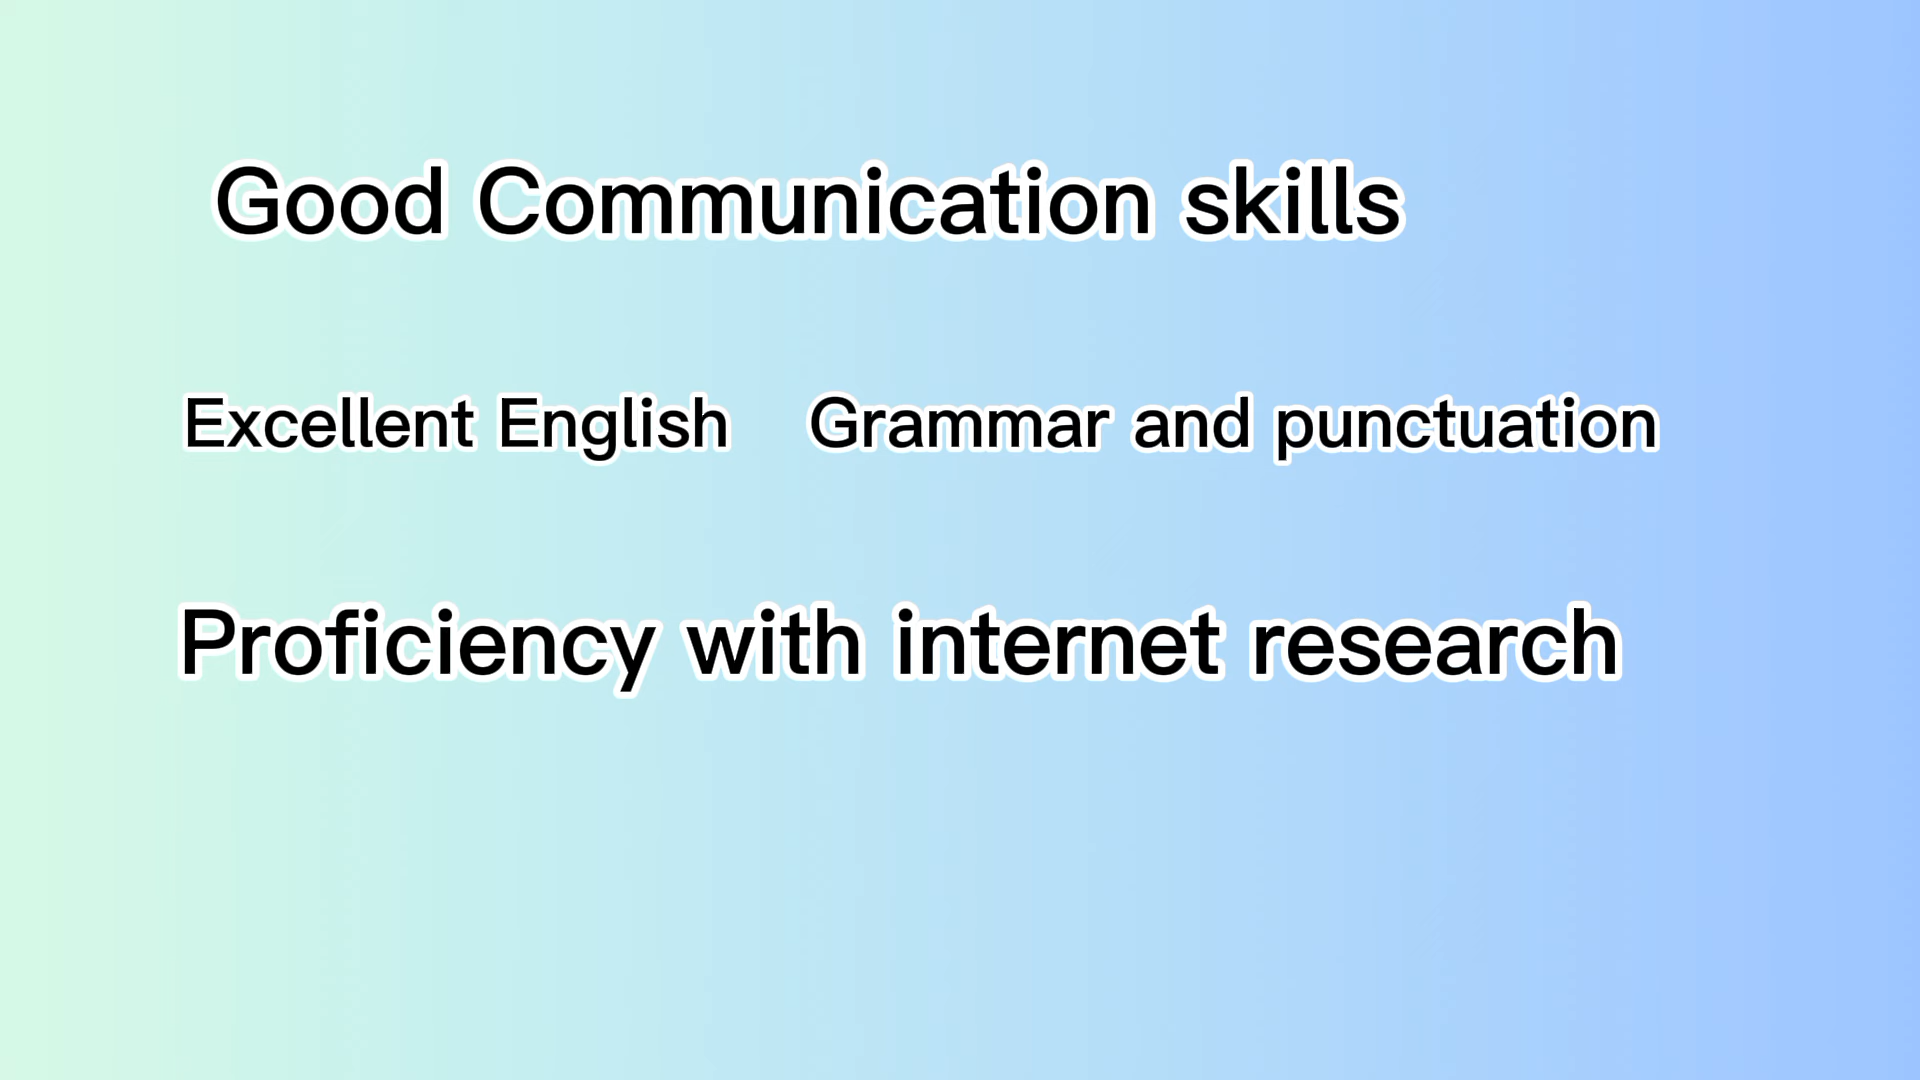 Good Communication skills
Excellent English Grammar and punctuation
Proficiency with internet research